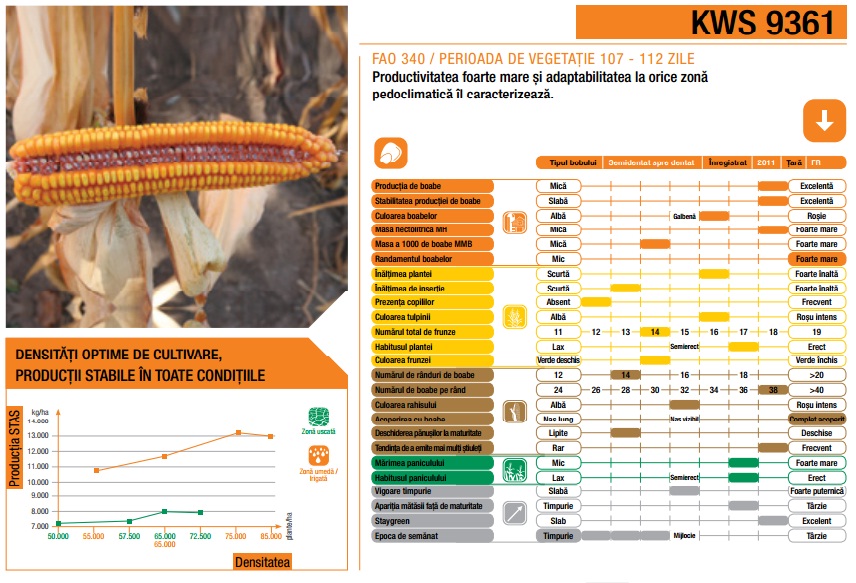 KWS 9361
FAO 340 / PERIOADA DE VEGETAȚIE 107 - 112 ZILE
Productivitatea foarte mare și adaptabilitatea la orice zonă
pedoclimatică îl caracterizează.
Tipul bobului Semidentat spre dentat Înregistrat 2011 Țară
Producția de boabe Mică Excelentă
Stabilitatea producției de boabe Slabă Excelentă
Culoarea boabelor Albă Galbenă Roșie
Masa hectolitrică MH Mică Foarte mare
Masa a 1000 de boabe MMB Mică Foarte mare
Randamentul boabelor Mic Foarte mare
Înălțimea plantei Scurtă Foarte înaltă
Înălțimea de inserție Scurtă Foarte înaltă
Prezența copililor Absent Frecvent
Culoarea tulpinii Albă Roșu intens
Numărul total de frunze 11 12 13 14 15 16 17 18 19
Habitusul plantei Lax Semierect Erect
Culoarea frunzei Verde deschis Verde închis
Numărul de rânduri de boabe 12 14 16 18 >20
Numărul de boabe pe rând 24 26 28 30 32 34 36 38 >40
Culoarea rahisului Albă Roșu intens
Acoperirea cu boabe Nas lung Nas vizibil Complet acoperit
Deschiderea pănușilor la maturitate Lipite Deschise
Tendința de a emite mai mulți știuleți Rar Frecvent
Mărimea paniculului Mic Foarte mare
Habitusul paniculului Lax Semierect Erect
Vigoare timpurie Slabă Foarte puternică
Apariția mătăsii față de maturitate Timpurie Târzie
Staygreen Slab Excelent
Epoca de semănat Timpurie Mijlocie Târzie
DENSITĂȚI OPTIME DE CULTIVARE,
PRODUCȚII STABILE ÎN TOATE CONDIȚIILE
Producția STAS
kg/ha
14.000
13.000
12.000
11.000
10.000
9.000
8.000
7.000
50.000 55.000 57.500 65.000 72.500 75.000 85.000
65.000
plante/ha
Densitatea
Zonă uscată
Zonă umedă /
Irigată